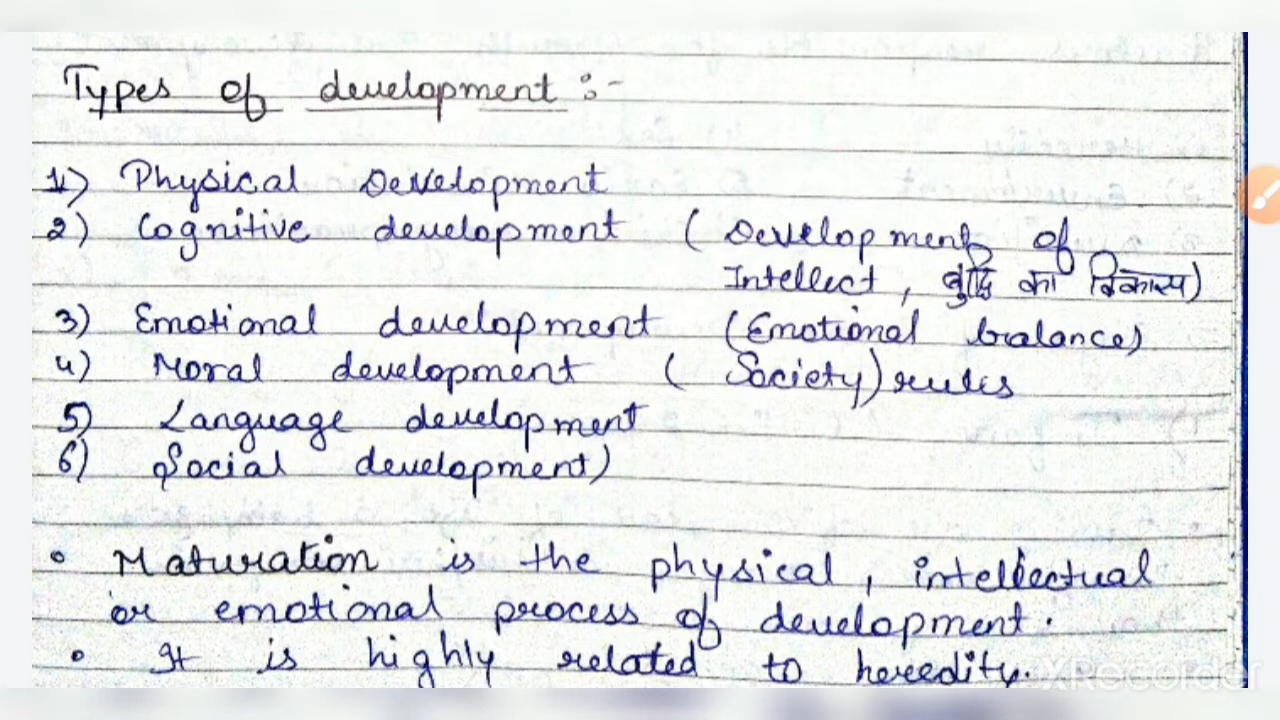 Types of development :-
1) Physical Development
2) Cognitive development ( Development of
Intellect, बुद्धि का विकास)
3) Emotional development (Emotional balance)
4) Moral development ( Society) rules
5) Language development
6) Social development)
• Maturation is the physical, intellectual
or emotional process of development.
• It is highly related to heredity.
XRecorder